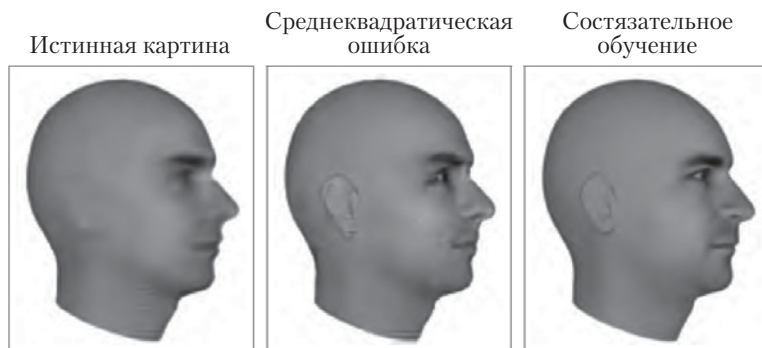 Истинная картина
Среднеквадратическая
ошибка
Состязательное
обучение